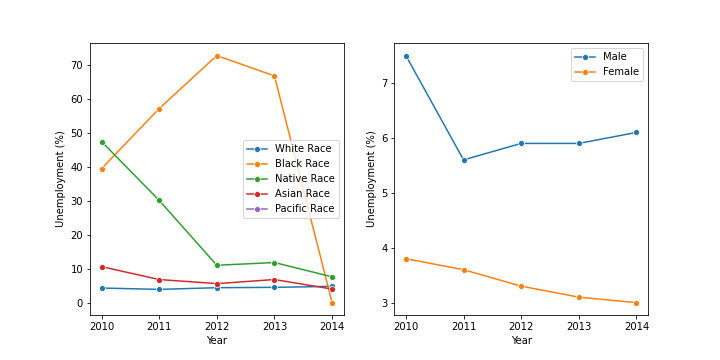 Unemployment (%)
70
60
50
40
30
20
10
0
White Race
Black Race
Native Race
Asian Race
Pacific Race
2010 2011 2012 2013 2014
Year
Unemployment (%)
7
6
5
4
3
Male
Female
2010 2011 2012 2013 2014
Year